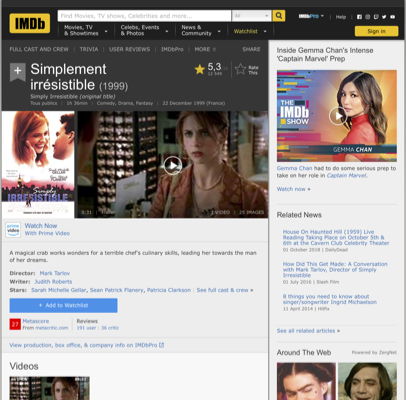 IMDb
Find Movies, TV shows, Celebrities and more...
All
IMDbPro
Help
Movies, TV & Showtimes
Celebs, Events & Photos
News & Community
Watchlist
Sign in
FULL CAST AND CREW | TRIVIA | USER REVIEWS | IMDbPro | MORE
SHARE
Simplement irrésistible (1999)
5,3
Rate This
Simply Irresistible (original title)
Tous publics | 1h 36min | Comedy, Drama, Fantasy | 22 December 1999 (France)
Simply Irresistible
0:31
1 VIDEO | 25 IMAGES
prime video
Watch Now
With Prime Video
A magical crab works wonders for a terrible chef's culinary skills, leading her towards the man of her dreams.
Director: Mark Tarlov
Writer: Judith Roberts
Stars: Sarah Michelle Gellar, Sean Patrick Flanery, Patricia Clarkson | See full cast & crew »
+ Add to Watchlist
27
Metascore
From metacritic.com
Reviews
191 user | 36 critic
View production, box office, & company info on IMDbPro
Videos
Inside Gemma Chan's Intense 'Captain Marvel' Prep
THE IMDb SHOW
GEMMA CHAN
Gemma Chan had to do some serious prep to take on her role in Captain Marvel.
Watch now »
Related News
House On Haunted Hill (1959) Live Reading Taking Place on October 5th & 6th at the Cavern Club Celebrity Theater
01 October 2018 | DailyDead
How Did This Get Made: A Conversation with Mark Tarlov, Director of Simply Irresistible
01 July 2016 | Slash Film
8 things you need to know about singer/songwriter Ingrid Michaelson
11 April 2014 | Hitfix
See all related articles »
Around The Web
Powered by ZergNet